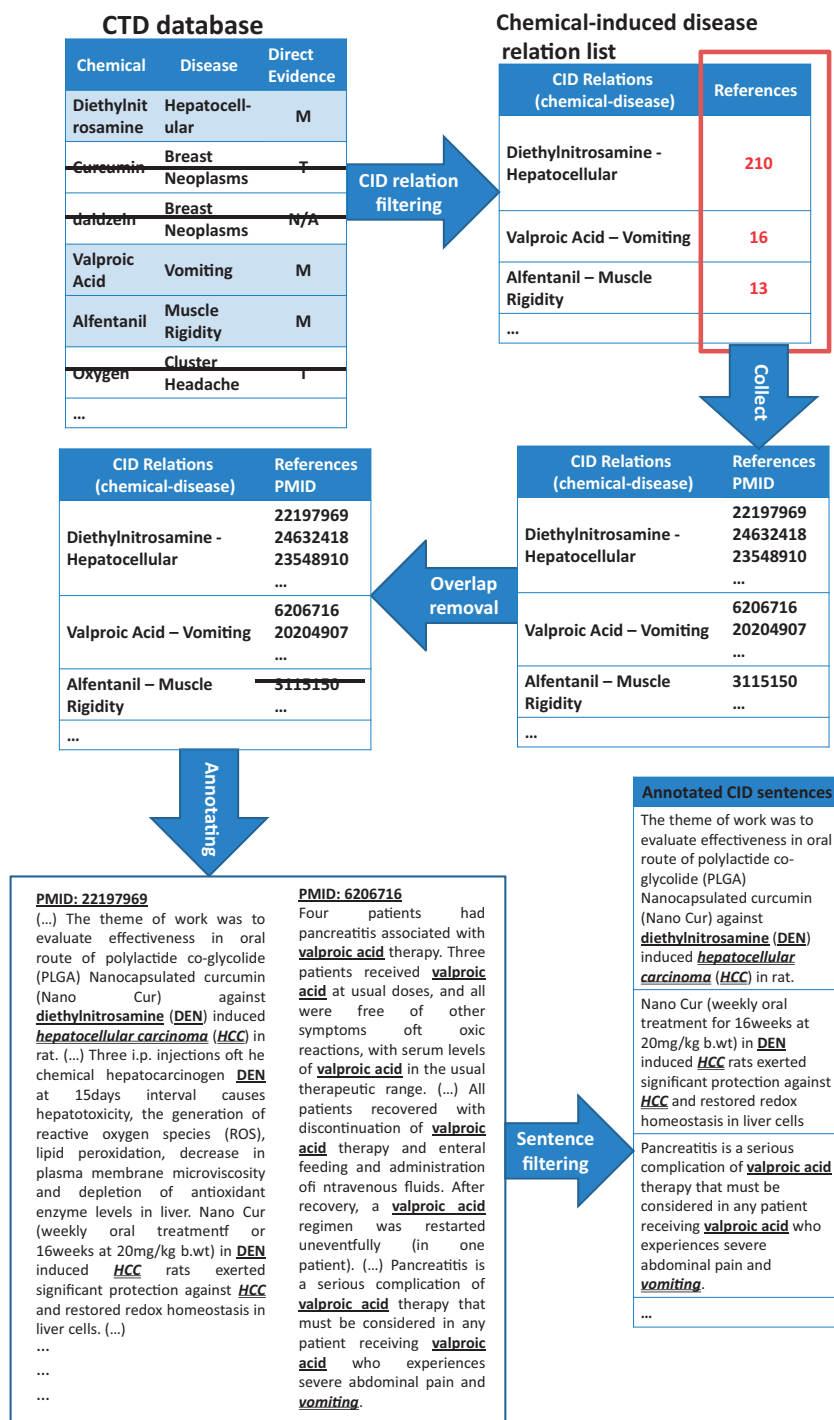 CTD database
Chemical
Disease
Direct
Evidence
Diethylnit
rosamine
Hepatocell-
ular
M
Curcumin
Breast
Neoplasms
T
daidzein
Breast
Neoplasms
N/A
Valproic
Acid
Vomiting
M
Alfentanil
Muscle
Rigidity
M
Oxygen
Cluster
Headache
T
...
CID relation
filtering
Chemical-induced disease
relation list
CID Relations
(chemical-disease)
References
Diethylnitrosamine -
Hepatocellular
210
Valproic Acid – Vomiting
16
Alfentanil – Muscle
Rigidity
13
...
Collect
CID Relations
(chemical-disease)
References
PMID
Diethylnitrosamine -
Hepatocellular
22197969
24632418
23548910
...
Valproic Acid – Vomiting
6206716
20204907
...
Alfentanil – Muscle
Rigidity
3115150
...
...
Overlap
removal
CID Relations
(chemical-disease)
References
PMID
Diethylnitrosamine -
Hepatocellular
22197969
24632418
23548910
...
Valproic Acid – Vomiting
6206716
20204907
...
Alfentanil – Muscle
Rigidity
3115150
...
...
Annotating
PMID: 22197969
(...) The theme of work was to
evaluate effectiveness in oral
route of polylactide co-glycolide
(PLGA) Nanocapsulated curcumin
(Nano Cur) against
diethylnitrosamine (DEN) induced
hepatocellular carcinoma (HCC) in
rat. (...) Three i.p. injections oft he
chemical hepatocarcinogen DEN
at 15days interval causes
hepatotoxicity, the generation of
reactive oxygen species (ROS),
lipid peroxidation, decrease in
plasma membrane microviscosity
and depletion of antioxidant
enzyme levels in liver. Nano Cur
(weekly oral treatmentf or
16weeks at 20mg/kg b.wt) in DEN
induced HCC rats exerted
significant protection against HCC
and restored redox homeostasis in
liver cells. (...)
...
...
...
PMID: 6206716
Four patients had
pancreatitis associated with
valproic acid therapy. Three
patients received valproic
acid at usual doses, and all
were free of other
symptoms oft oxic
reactions, with serum levels
of valproic acid in the usual
therapeutic range. (...) All
patients recovered with
discontinuation of valproic
acid therapy and enteral
feeding and administration
ofi ntravenous fluids. After
recovery, a valproic acid
regimen was restarted
uneventfully (in one
patient). (...) Pancreatitis is
a serious complication of
valproic acid therapy that
must be considered in any
patient receiving valproic
acid who experiences
severe abdominal pain and
vomiting.
Sentence
filtering
Annotated CID sentences
The theme of work was to
evaluate effectiveness in oral
route of polylactide co-
glycolide (PLGA)
Nanocapsulated curcumin
(Nano Cur) against
diethylnitrosamine (DEN)
induced hepatocellular
carcinoma (HCC) in rat.
Nano Cur (weekly oral
treatment for 16weeks at
20mg/kg b.wt) in DEN
induced HCC rats exerted
significant protection against
HCC and restored redox
homeostasis in liver cells
Pancreatitis is a serious
complication of valproic acid
therapy that must be
considered in any patient
receiving valproic acid who
experiences severe
abdominal pain and
vomiting.
...